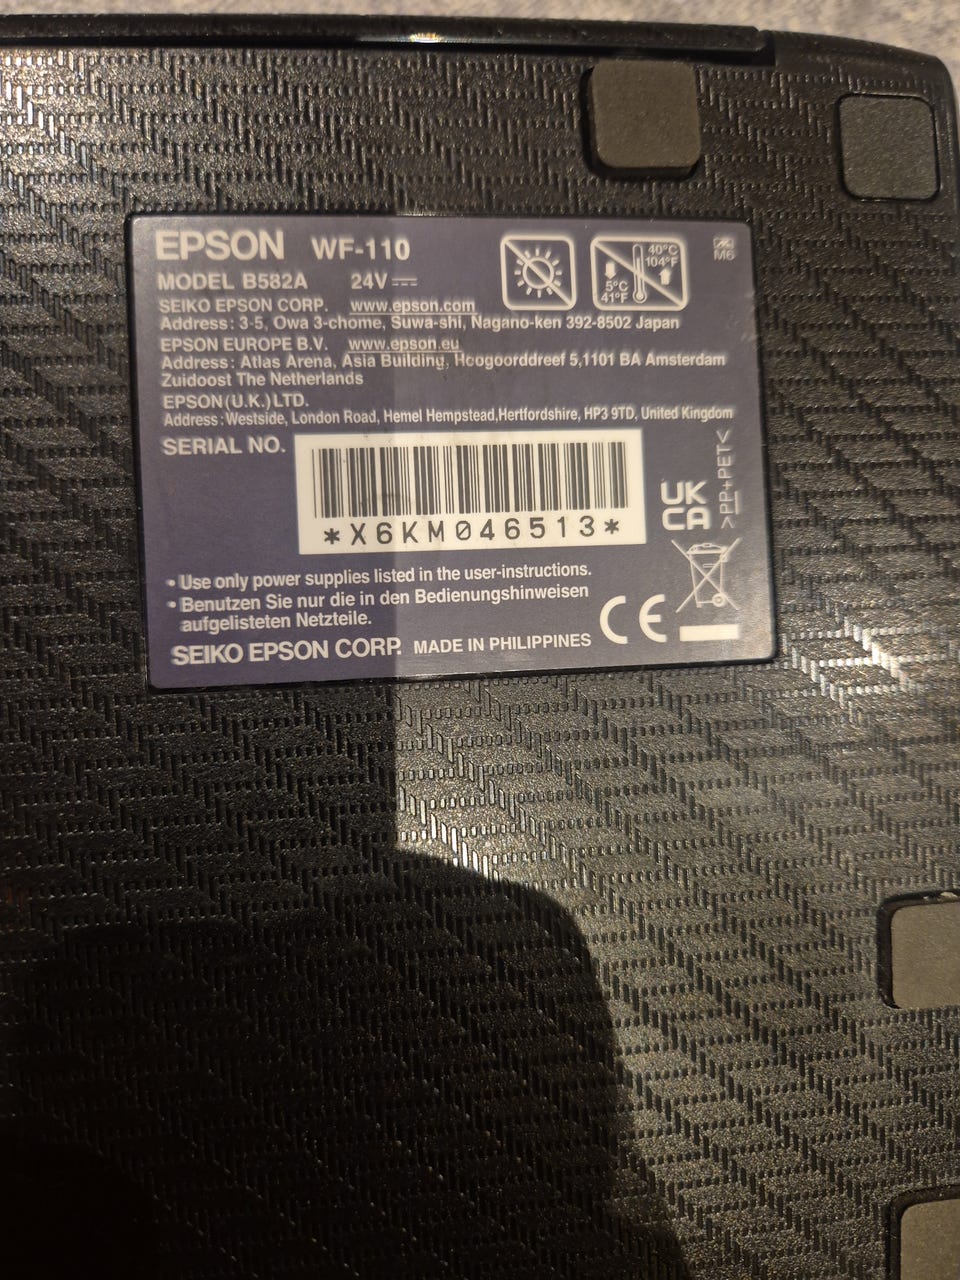 EPSON WF-110
MODEL B582A 24V
40°C
104°F
5°C
41°F
M6
SEIKO EPSON CORP. www.epson.com
Address : 3-5, Owa 3-chome, Suwa-shi, Nagano-ken 392-8502 Japan
EPSON EUROPE B.V. www.epson.eu
Address : Atlas Arena, Asia Building, Hoogoorddreef 5,1101 BA Amsterdam
Zuidoost The Netherlands
EPSON(U.K.)LTD.
Address : Westside, London Road, Hemel Hempstead,Hertfordshire, HP3 9TD, United Kingdom
SERIAL NO.
*X6KM046513*
UK
CA
>PP+PET<
• Use only power supplies listed in the user-instructions.
• Benutzen Sie nur die in den Bedienungshinweisen
aufgelisteten Netzteile.
CE
SEIKO EPSON CORP. MADE IN PHILIPPINES